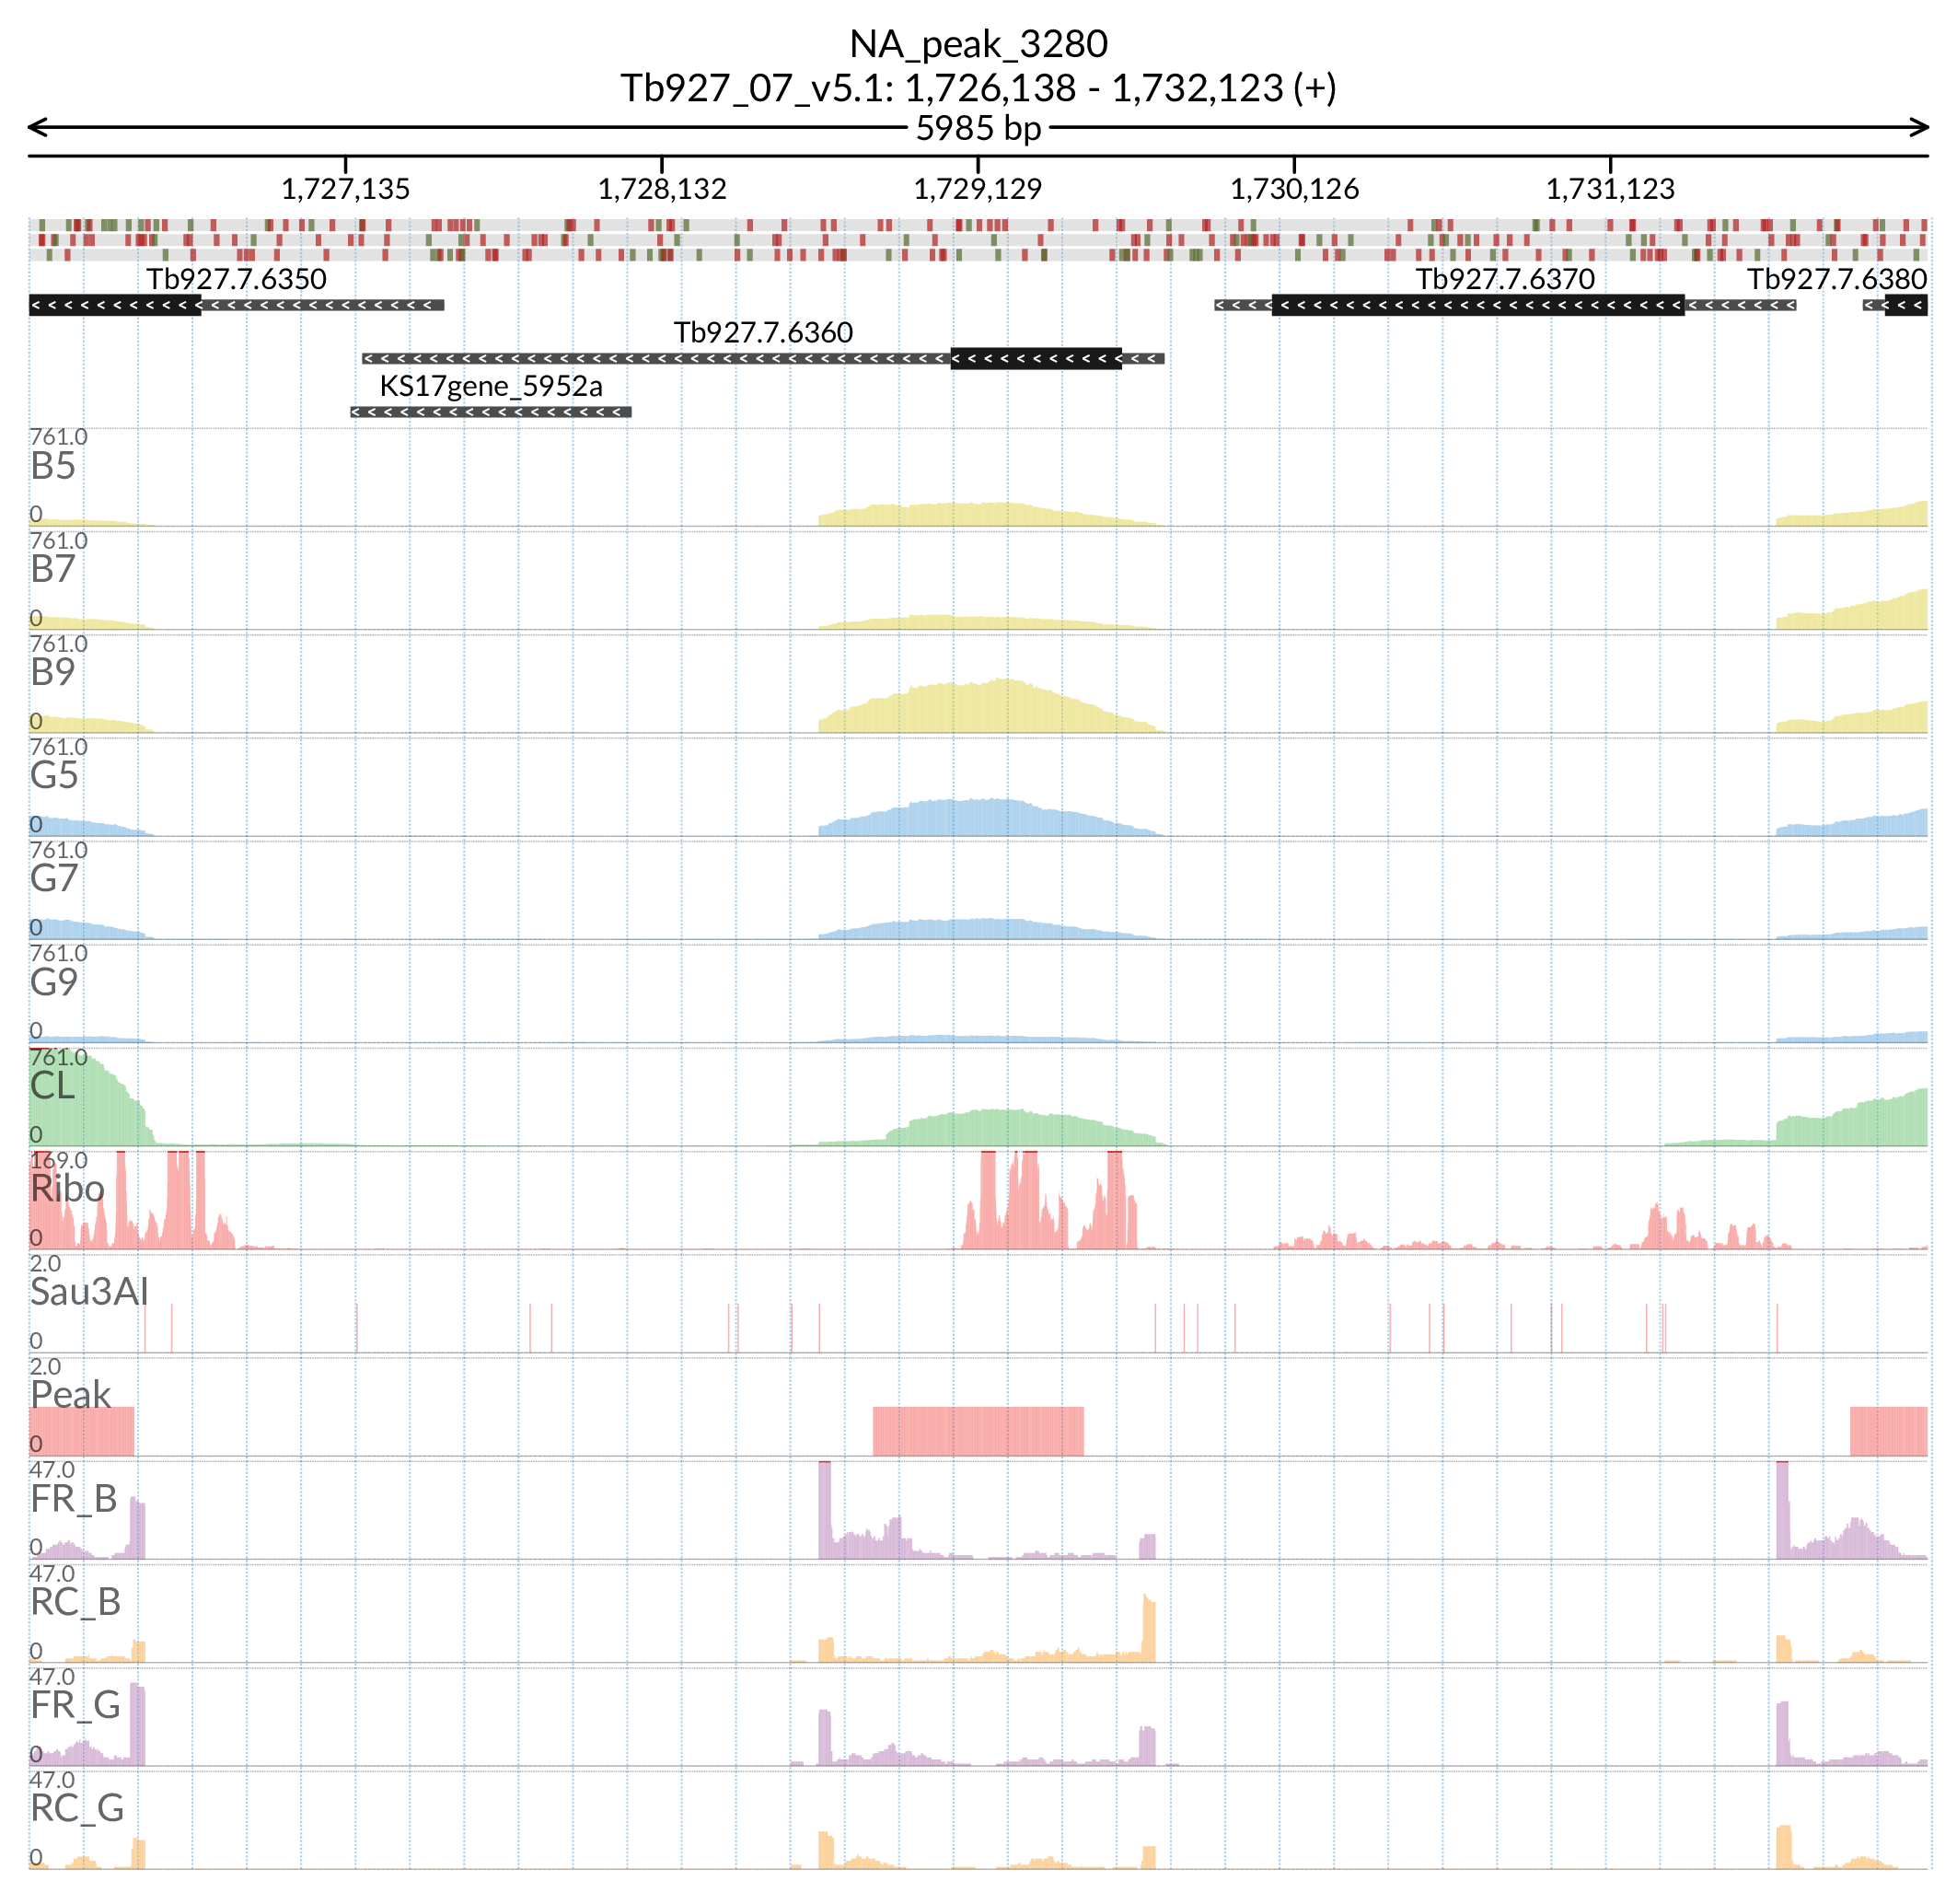 NA_peak_3280
Tb927_07_v5.1: 1,726,138 - 1,732,123 (+)
5985 bp
1,727,135 1,728,132 1,729,129 1,730,126 1,731,123
Tb927.7.6350 Tb927.7.6370 Tb927.7.6380
Tb927.7.6360
KS17gene_5952a
761.0
B5
0
761.0
B7
0
761.0
B9
0
761.0
G5
0
761.0
G7
0
761.0
G9
0
761.0
CL
0
169.0
Ribo
0
2.0
Sau3AI
0
2.0
Peak
0
47.0
FR_B
0
47.0
RC_B
0
47.0
FR_G
0
47.0
RC_G
0